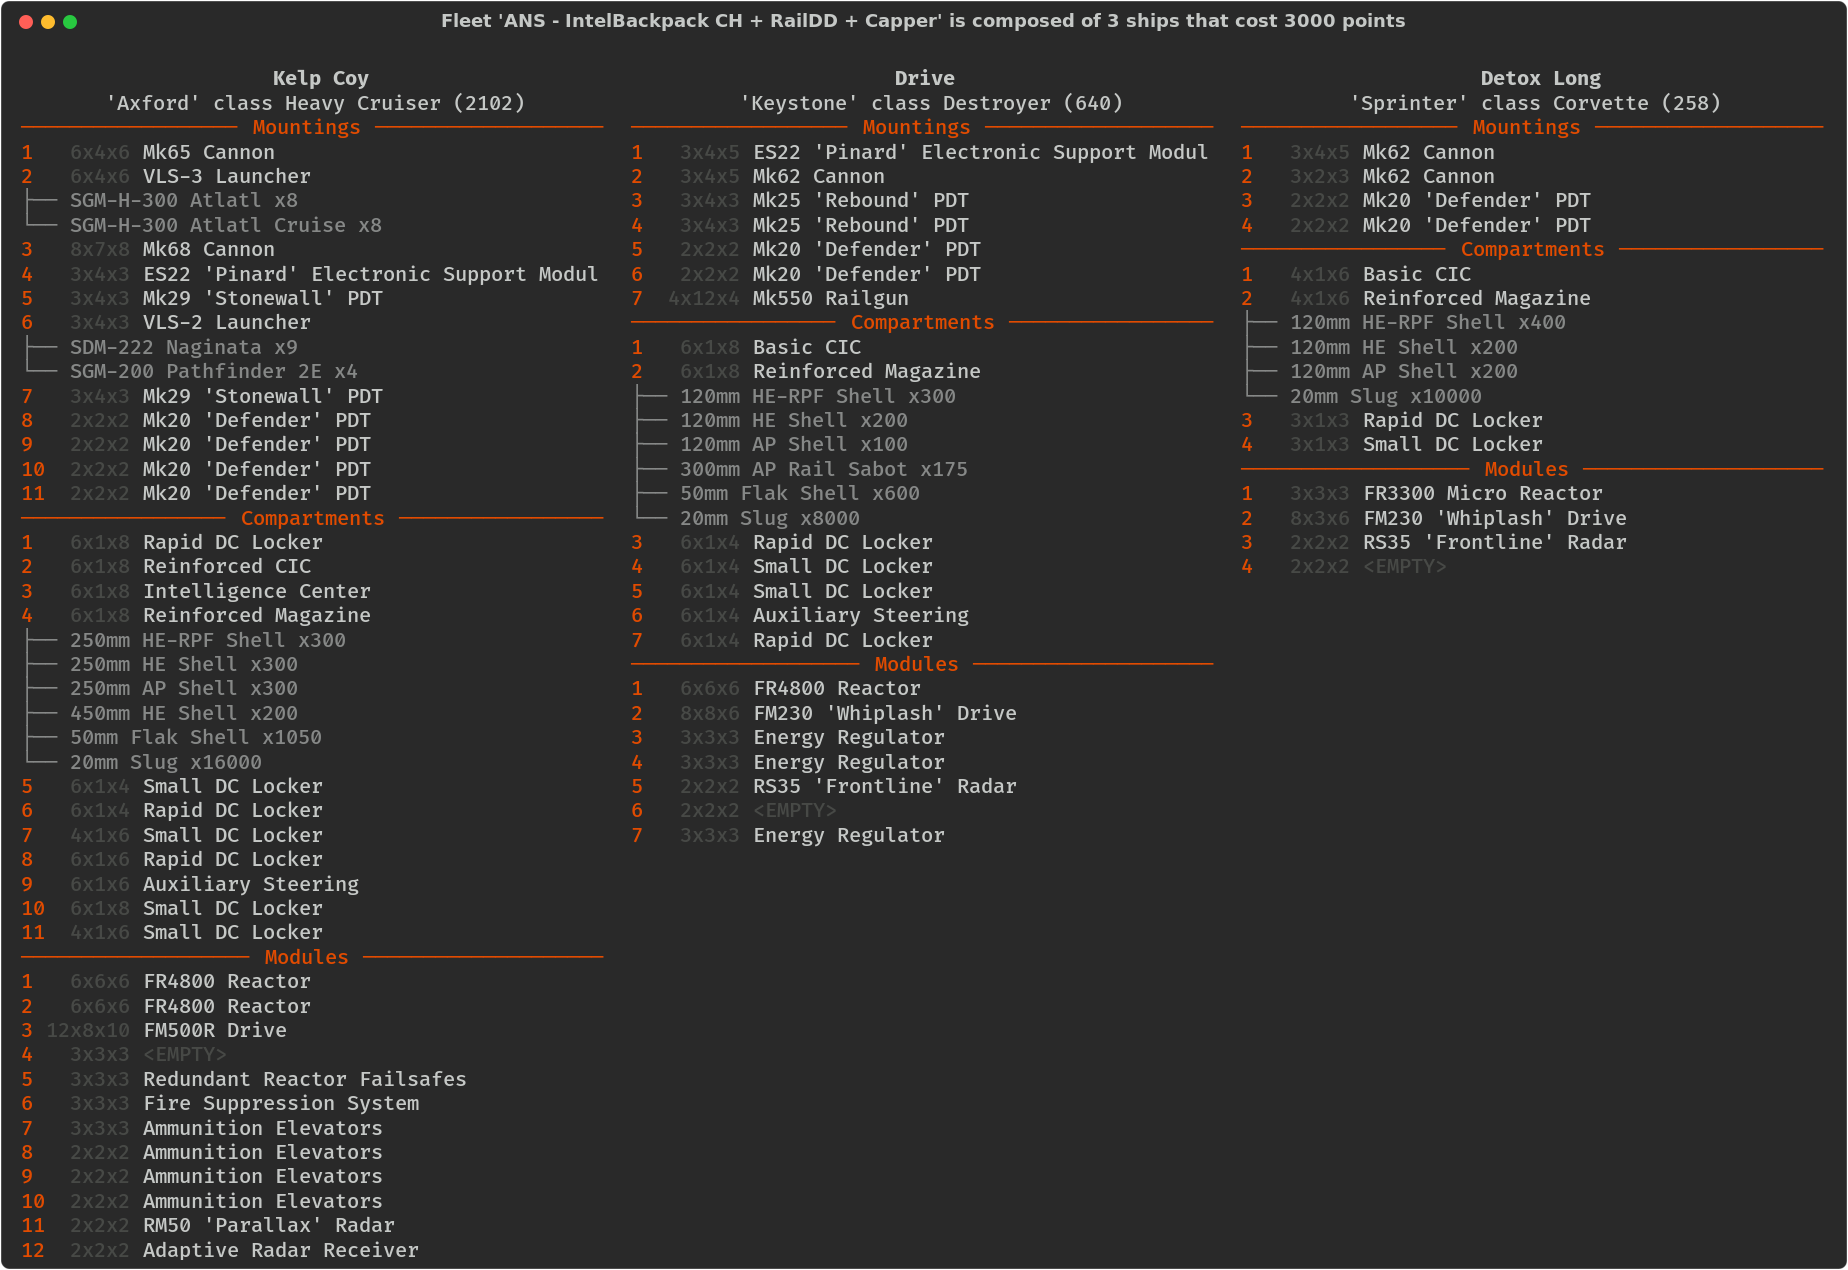 Fleet 'ANS - IntelBackpack CH + RailDD + Capper' is composed of 3 ships that cost 3000 points
Kelp Coy
'Axford' class Heavy Cruiser (2102)
Mountings
1 6x4x6 Mk65 Cannon
2 6x4x6 VLS-3 Launcher
SGM-H-300 Atlatl x8
SGM-H-300 Atlatl Cruise x8
3 8x7x8 Mk68 Cannon
4 3x4x3 ES22 'Pinard' Electronic Support Modul
5 3x4x3 Mk29 'Stonewall' PDT
6 3x4x3 VLS-2 Launcher
SDM-222 Naginata x9
SGM-200 Pathfinder 2E x4
7 3x4x3 Mk29 'Stonewall' PDT
8 2x2x2 Mk20 'Defender' PDT
9 2x2x2 Mk20 'Defender' PDT
10 2x2x2 Mk20 'Defender' PDT
11 2x2x2 Mk20 'Defender' PDT
Compartments
1 6x1x8 Rapid DC Locker
2 6x1x8 Reinforced CIC
3 6x1x8 Intelligence Center
4 6x1x8 Reinforced Magazine
250mm HE-RPF Shell x300
250mm HE Shell x300
250mm AP Shell x300
450mm HE Shell x200
50mm Flak Shell x1050
20mm Slug x16000
5 6x1x4 Small DC Locker
6 6x1x4 Rapid DC Locker
7 4x1x6 Small DC Locker
8 6x1x6 Rapid DC Locker
9 6x1x6 Auxiliary Steering
10 6x1x8 Small DC Locker
11 4x1x6 Small DC Locker
Modules
1 6x6x6 FR4800 Reactor
2 6x6x6 FR4800 Reactor
3 12x8x10 FM500R Drive
4 3x3x3 <EMPTY>
5 3x3x3 Redundant Reactor Failsafes
6 3x3x3 Fire Suppression System
7 3x3x3 Ammunition Elevators
8 2x2x2 Ammunition Elevators
9 2x2x2 Ammunition Elevators
10 2x2x2 Ammunition Elevators
11 2x2x2 RM50 'Parallax' Radar
12 2x2x2 Adaptive Radar Receiver
Drive
'Keystone' class Destroyer (640)
Mountings
1 3x4x5 ES22 'Pinard' Electronic Support Modul
2 3x4x5 Mk62 Cannon
3 3x4x3 Mk25 'Rebound' PDT
4 3x4x3 Mk25 'Rebound' PDT
5 2x2x2 Mk20 'Defender' PDT
6 2x2x2 Mk20 'Defender' PDT
7 4x12x4 Mk550 Railgun
Compartments
1 6x1x8 Basic CIC
2 6x1x8 Reinforced Magazine
120mm HE-RPF Shell x300
120mm HE Shell x200
120mm AP Shell x100
300mm AP Rail Sabot x175
50mm Flak Shell x600
20mm Slug x8000
3 6x1x4 Rapid DC Locker
4 6x1x4 Small DC Locker
5 6x1x4 Small DC Locker
6 6x1x4 Auxiliary Steering
7 6x1x4 Rapid DC Locker
Modules
1 6x6x6 FR4800 Reactor
2 8x8x6 FM230 'Whiplash' Drive
3 3x3x3 Energy Regulator
4 3x3x3 Energy Regulator
5 2x2x2 RS35 'Frontline' Radar
6 2x2x2 <EMPTY>
7 3x3x3 Energy Regulator
Detox Long
'Sprinter' class Corvette (258)
Mountings
1 3x4x5 Mk62 Cannon
2 3x2x3 Mk62 Cannon
3 2x2x2 Mk20 'Defender' PDT
4 2x2x2 Mk20 'Defender' PDT
Compartments
1 4x1x6 Basic CIC
2 4x1x6 Reinforced Magazine
120mm HE-RPF Shell x400
120mm HE Shell x200
120mm AP Shell x200
20mm Slug x10000
3 3x1x3 Rapid DC Locker
4 3x1x3 Small DC Locker
Modules
1 3x3x3 FR3300 Micro Reactor
2 8x3x6 FM230 'Whiplash' Drive
3 2x2x2 RS35 'Frontline' Radar
4 2x2x2 <EMPTY>